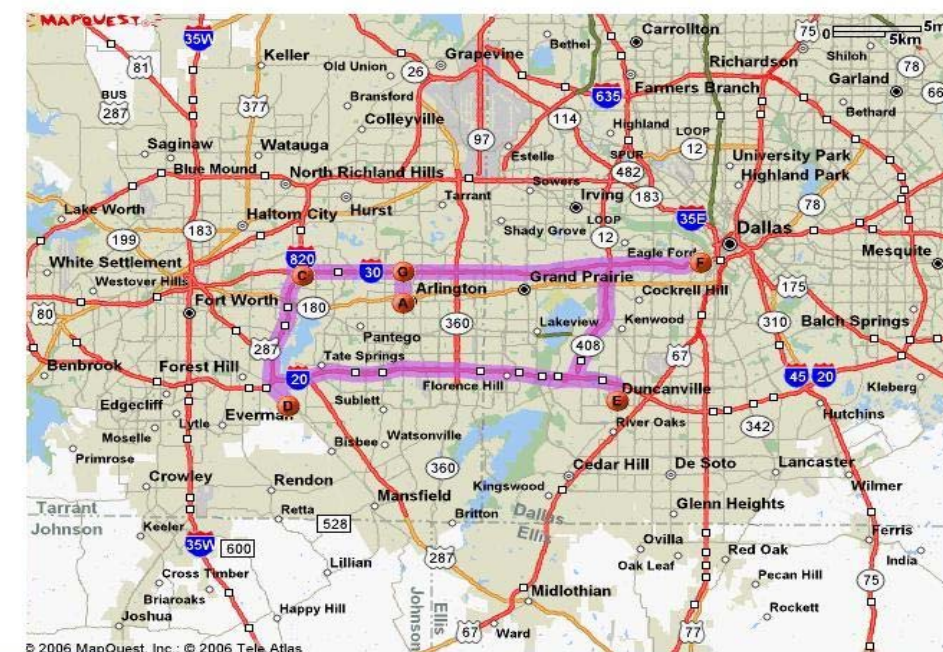 MAPQUEST
35W
Keller
Grapevine
Bethel
Carrollton
75
0
5m
5km
81
Old Union
26
Richardson
Shiloh
78
BUS
287
377
Bransford
635
Farmers Branch
Garland
66
Colleyville
114
Highland
LOOP
12
Bethard
97
Saginaw
Watauga
Estelle
SPUR
482
University Park
Blue Mound
North Richland Hills
Highland Park
Sowers
Tarrant
Irving
183
78
Lake Worth
Haltom City
Hurst
LOOP
12
35E
199
183
Shady Grove
Dallas
White Settlement
820
Eagle Ford
F
Mesquite
Westover Hills
C
30
G
Grand Prairie
Fort Worth
180
A
Arlington
Cockrell Hill
175
80
360
Lakeview
Kenwood
310
Balch Springs
Pantego
287
Tate Springs
408
67
Benbrook
Forest Hill
20
Florence Hill
45
20
Kleberg
Edgecliff
Everman
D
Sublett
Duncanville
E
Hutchins
Lytle
River Oaks
342
Moselle
Bisbee
Watsonville
Primrose
360
Cedar Hill
De Soto
Lancaster
Crowley
Rendon
Kingswood
Wilmer
Mansfield
Glenn Heights
Tarrant
Johnson
Retta
Britton
Dallas
Ellis
Keeler
528
Ferris
35W
600
287
Ovilla
Red Oak
India
Cross Timber
Lillian
Oak Leaf
Pecan Hill
75
Briaroaks
Johnson
Ellis
Midlothian
Joshua
Happy Hill
Rockett
67
Ward
77
© 2006 MapQuest, Inc.; © 2006 Tele Atlas